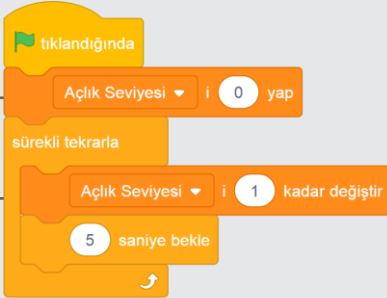 tıklandığında
Açlık Seviyesi i 0 yap
sürekli tekrarla
Açlık Seviyesi i 1 kadar değiştir
5 saniye bekle